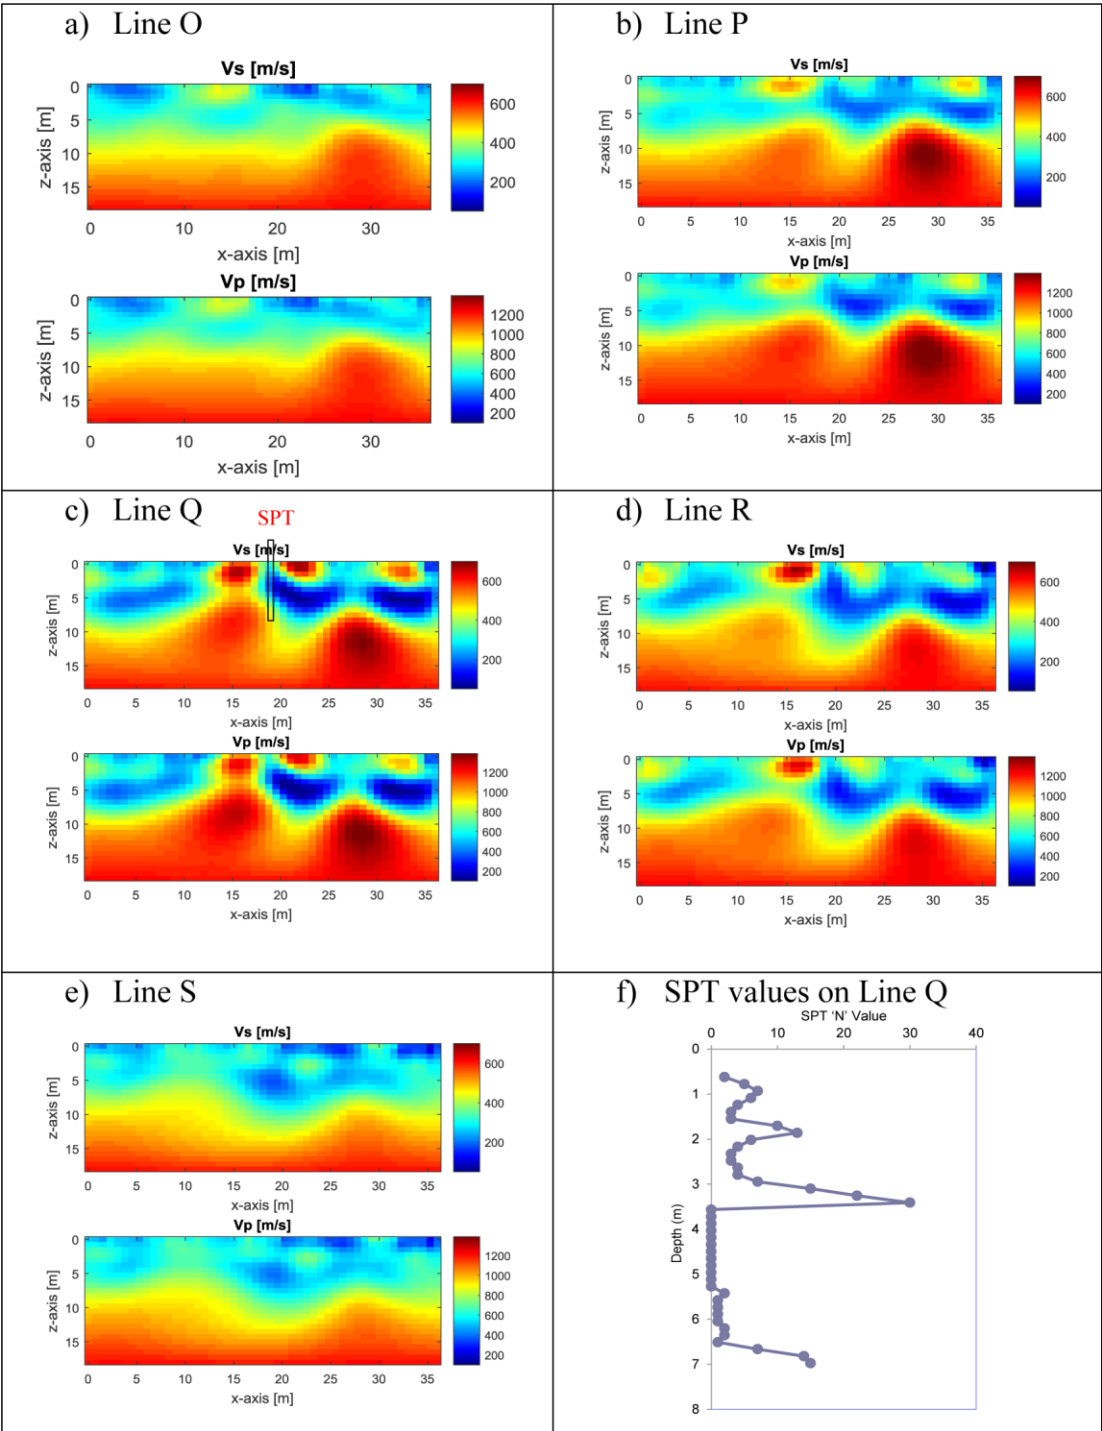 a) Line O
Vs [m/s]
0
5
10
15
z-axis [m]
600
400
200
0 10 20 30
x-axis [m]
Vp [m/s]
0
5
10
15
z-axis [m]
1200
1000
800
600
400
200
0 10 20 30
x-axis [m]
b) Line P
Vs [m/s]
0
5
10
15
z-axis [m]
600
400
200
0 5 10 15 20 25 30 35
x-axis [m]
Vp [m/s]
0
5
10
15
z-axis [m]
1200
1000
800
600
400
200
0 5 10 15 20 25 30 35
x-axis [m]
c) Line Q
SPT
Vs [m/s]
0
5
10
15
z-axis [m]
600
400
200
0 5 10 15 20 25 30 35
x-axis [m]
Vp [m/s]
0
5
10
15
z-axis [m]
1200
1000
800
600
400
200
0 5 10 15 20 25 30 35
x-axis [m]
d) Line R
Vs [m/s]
0
5
10
15
z-axis [m]
600
400
200
0 5 10 15 20 25 30 35
x-axis [m]
Vp [m/s]
0
5
10
15
z-axis [m]
1200
1000
800
600
400
200
0 5 10 15 20 25 30 35
x-axis [m]
e) Line S
Vs [m/s]
0
5
10
15
z-axis [m]
600
400
200
0 5 10 15 20 25 30 35
x-axis [m]
Vp [m/s]
0
5
10
15
z-axis [m]
1200
1000
800
600
400
200
0 5 10 15 20 25 30 35
x-axis [m]
f) SPT values on Line Q
SPT 'N' Value
0 10 20 30 40
0
1
2
3
4
5
6
7
8
Depth (m)